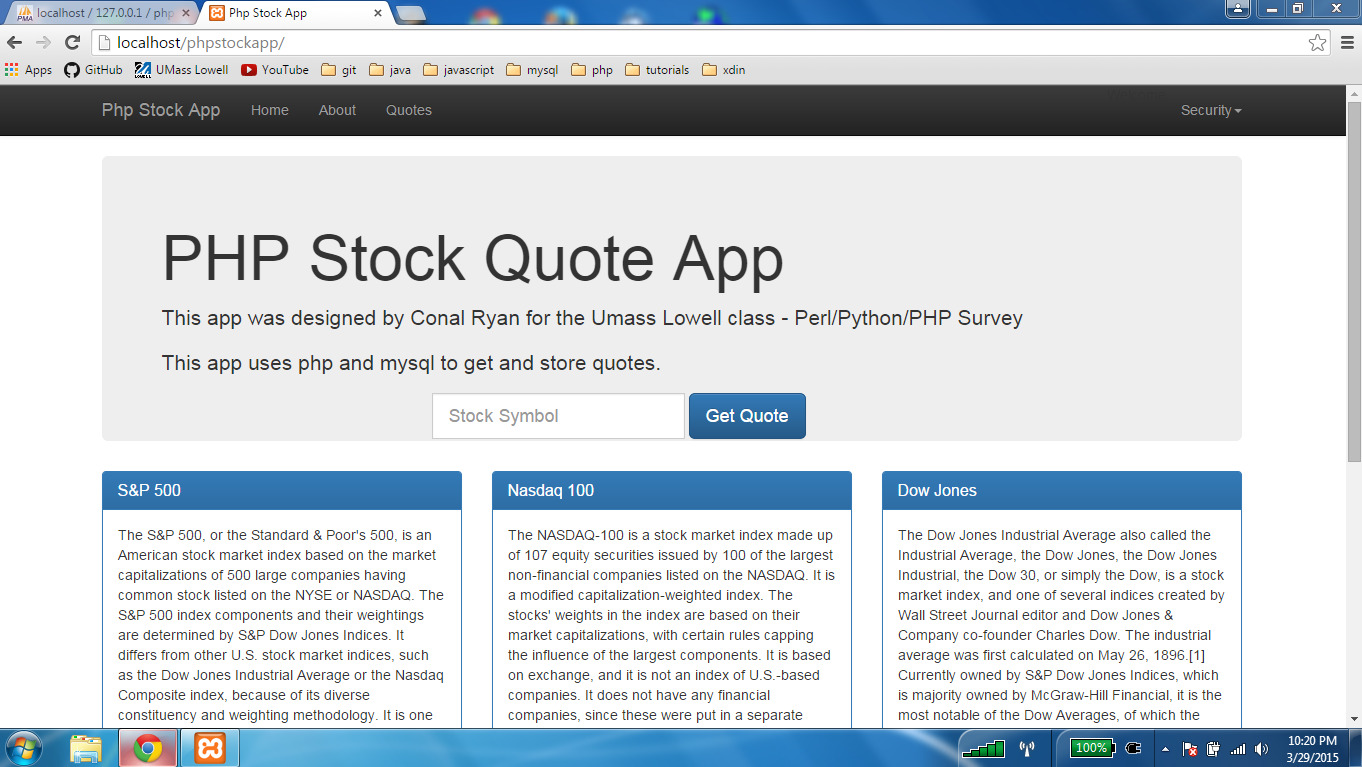 localhost / 127.0.0.1 / php
Php Stock App
localhost/phpstockapp/
Apps GitHub UMass Lowell YouTube git java javascript mysql php tutorials xdin
Php Stock App Home About Quotes Security
PHP Stock Quote App
This app was designed by Conal Ryan for the Umass Lowell class - Perl/Python/PHP Survey
This app uses php and mysql to get and store quotes.
Stock Symbol Get Quote
S&P 500
The S&P 500, or the Standard & Poor's 500, is an
American stock market index based on the market
capitalizations of 500 large companies having
common stock listed on the NYSE or NASDAQ. The
S&P 500 index components and their weightings
are determined by S&P Dow Jones Indices. It
differs from other U.S. stock market indices, such
as the Dow Jones Industrial Average or the Nasdaq
Composite index, because of its diverse
constituency and weighting methodology. It is one
Nasdaq 100
The NASDAQ-100 is a stock market index made up
of 107 equity securities issued by 100 of the largest
non-financial companies listed on the NASDAQ. It is
a modified capitalization-weighted index. The
stocks' weights in the index are based on their
market capitalizations, with certain rules capping
the influence of the largest components. It is based
on exchange, and it is not an index of U.S.-based
companies. It does not have any financial
companies, since these were put in a separate
Dow Jones
The Dow Jones Industrial Average also called the
Industrial Average, the Dow Jones, the Dow Jones
Industrial, the Dow 30, or simply the Dow, is a stock
market index, and one of several indices created by
Wall Street Journal editor and Dow Jones &
Company co-founder Charles Dow. The industrial
average was first calculated on May 26, 1896.[1]
Currently owned by S&P Dow Jones Indices, which
is majority owned by McGraw-Hill Financial, it is the
most notable of the Dow Averages, of which the
100%
10:20 PM
3/29/2015